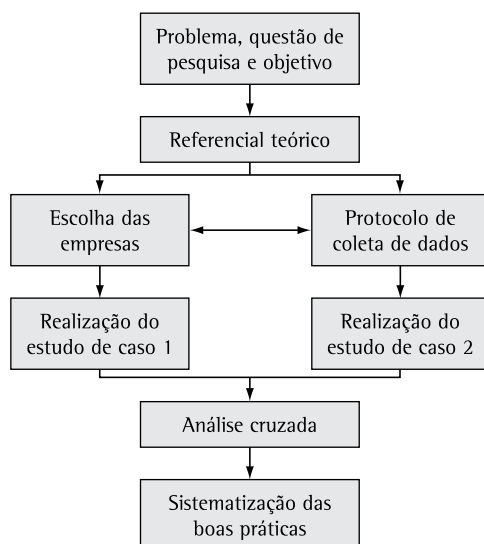 Problema, questão de
pesquisa e objetivo
Referencial teórico
Escolha das
empresas
Protocolo de
coleta de dados
Realização do
estudo de caso 1
Realização do
estudo de caso 2
Análise cruzada
Sistematização das
boas práticas